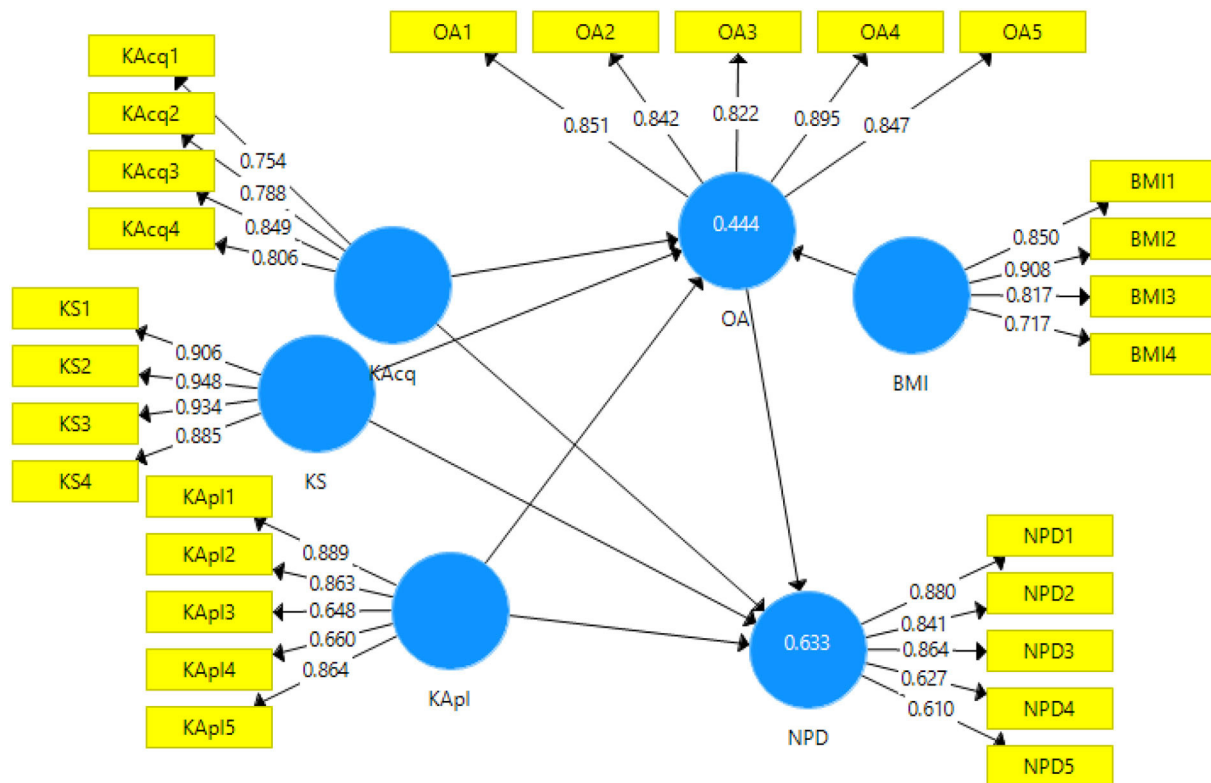 OA1
OA2
OA3
OA4
OA5
0.851
0.842
0.822
0.895
0.847
0.444
OA
KAcq1
KAcq2
KAcq3
KAcq4
0.754
0.788
0.849
0.806
KAcq
BMI1
BMI2
BMI3
BMI4
0.850
0.908
0.817
0.717
BMI
KS1
KS2
KS3
KS4
0.906
0.948
0.934
0.885
KS
KApl1
KApl2
KApl3
KApl4
KApl5
0.889
0.863
0.648
0.660
0.864
KApl
NPD1
NPD2
NPD3
NPD4
NPD5
0.880
0.841
0.864
0.627
0.610
0.633
NPD